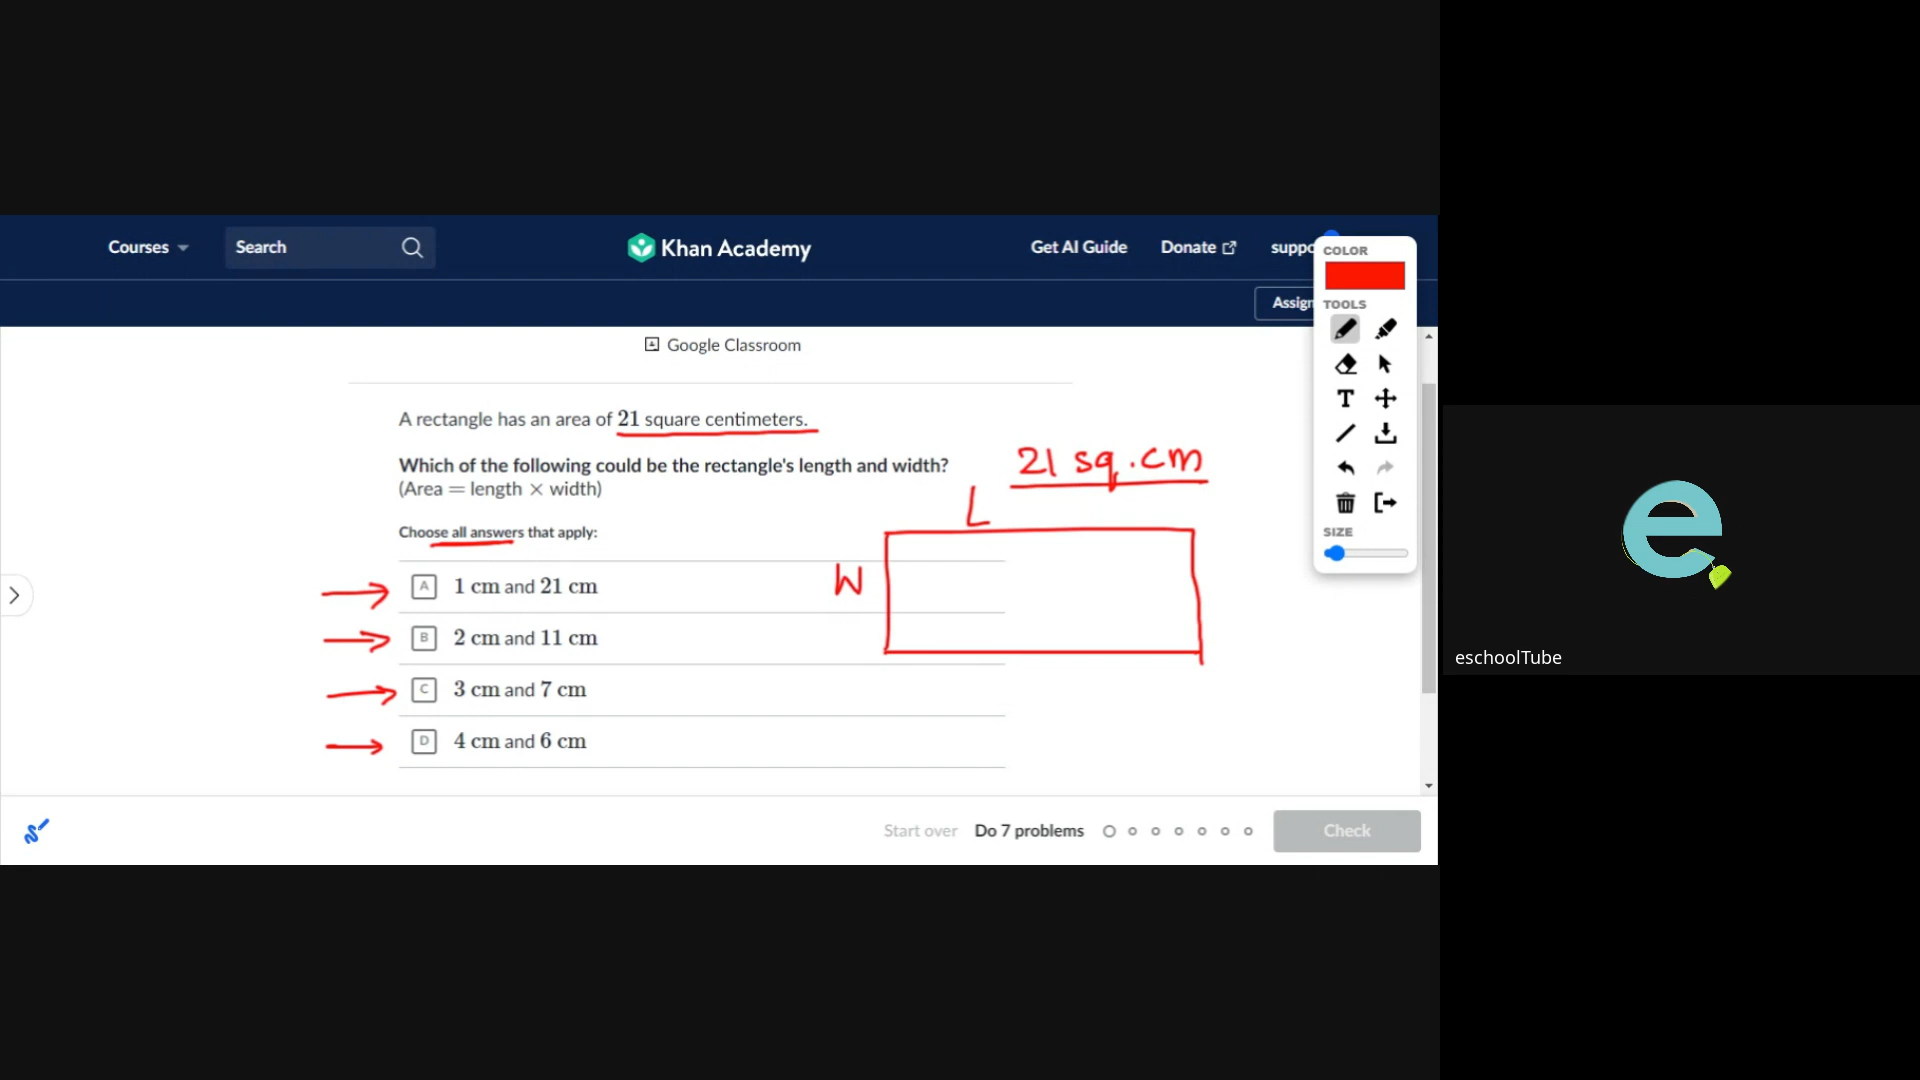 Courses
Search
Khan Academy
Get AI Guide
Donate
suppo
Assign
COLOR
TOOLS
SIZE
Google Classroom
A rectangle has an area of 21 square centimeters.
Which of the following could be the rectangle's length and width?
(Area = length × width)
21 sq.cm
L
Choose all answers that apply:
W
A 1 cm and 21 cm
B 2 cm and 11 cm
C 3 cm and 7 cm
D 4 cm and 6 cm
Start over
Do 7 problems
Check
e
eschoolTube